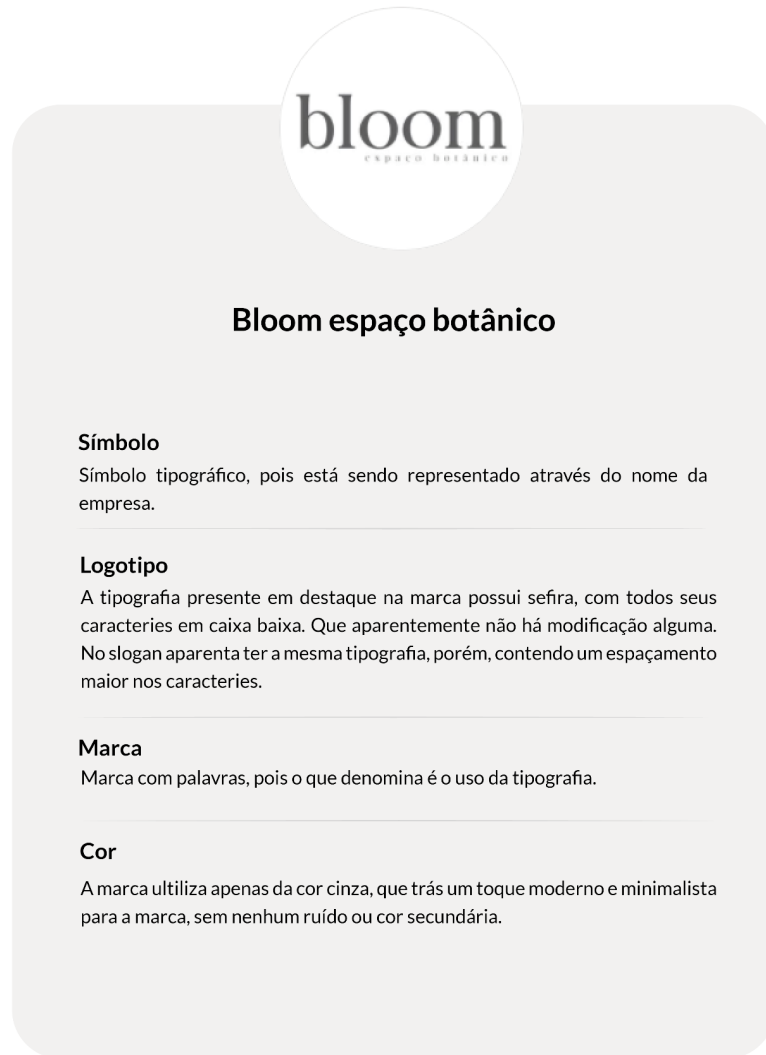 bloom
espaço botânico
Bloom espaço botânico
Símbolo
Símbolo tipográfico, pois está sendo representado através do nome da
empresa.
Logotipo
A tipografia presente em destaque na marca possui sefira, com todos seus
caracteries em caixa baixa. Que aparentemente não há modificação alguma.
No slogan aparenta ter a mesma tipografia, porém, contendo um espaçamento
maior nos caracteries.
Marca
Marca com palavras, pois o que denomina é o uso da tipografia.
Cor
A marca ultiliza apenas da cor cinza, que trás um toque moderno e minimalista
para a marca, sem nenhum ruído ou cor secundária.